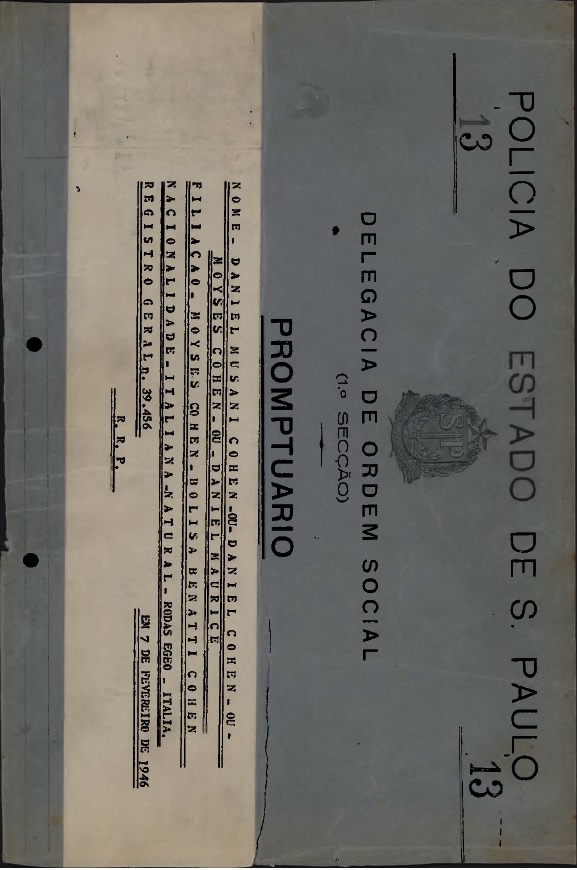 POLICIA DO ESTADO DE S. PAULO
13
13
DELEGACIA DE ORDEM SOCIAL
(1.ª SECÇÃO)
PROMPTUARIO
NOME- DANIEL MUSANI COHEN-OU-DANIEL COHEN-OU-
MOYSES COHEN-OU-DANIEL MAURICE
FILIACAO- MOYSES COHEN-BOLISA BENATTI COHEN
NACIONALIDADE-ITALIANA-NATURAL- RODAS EGEO - ITALIA.
REGISTRO GERAL n. 39.456
EM 7 DE FEVEREIRO DE 1946
R. R. P.